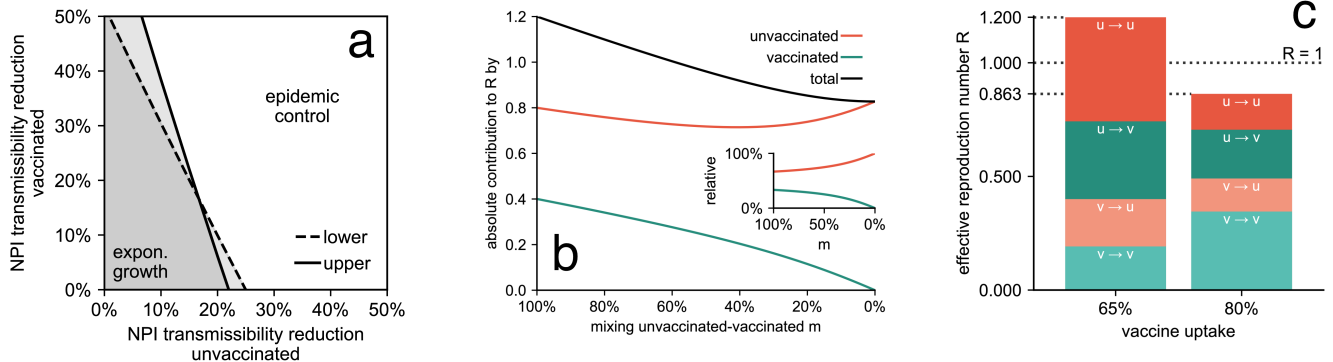 a
50%
40%
30%
20%
10%
0%
NPI transmissibility reduction
vaccinated
epidemic
control
expon.
growth
lower
upper
0%
10%
20%
30%
40%
50%
NPI transmissibility reduction
unvaccinated
b
1.2
1.0
0.8
0.6
0.4
0.2
0.0
absolute contribution to R by
unvaccinated
vaccinated
total
100%
0%
relative
100%
50%
0%
m
100%
80%
60%
40%
20%
0%
mixing unvaccinated-vaccinated m
c
1.200
1.000
0.863
0.500
0.000
effective reproduction number R
R = 1
u → u
u → v
v → u
v → v
u → u
u → v
v → u
v → v
65%
80%
vaccine uptake